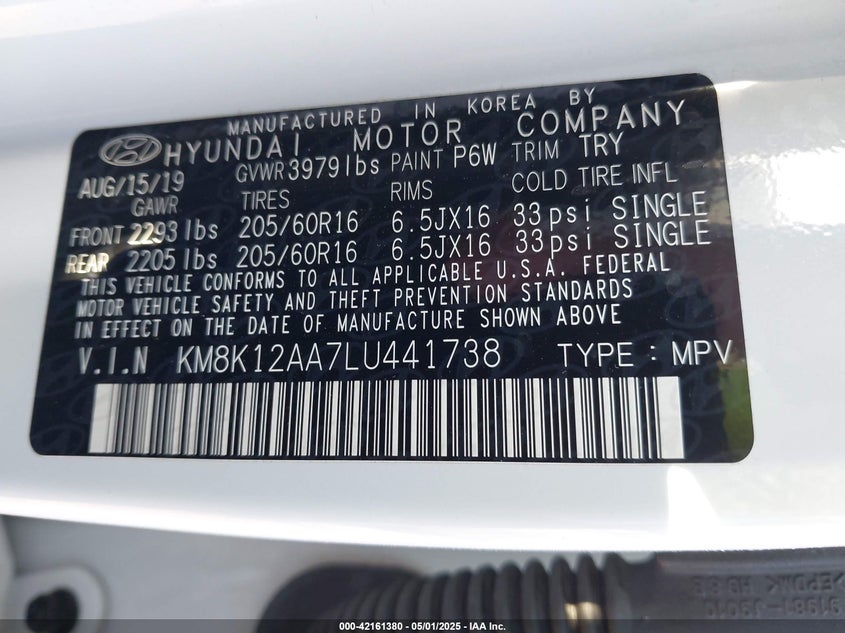 MANUFACTURED IN KOREA BY
HYUNDAI MOTOR COMPANY
AUG/15/19 GVWR 3979 lbs PAINT P6W TRIM TRY
GAWR TIRES RIMS COLD TIRE INFL
FRONT 2293 lbs 205/60R16 6.5JX16 33psi SINGLE
REAR 2205 lbs 205/60R16 6.5JX16 33psi SINGLE
THIS VEHICLE CONFORMS TO ALL APPLICABLE U.S.A. FEDERAL
MOTOR VEHICLE SAFETY AND THEFT PREVENTION STANDARDS
IN EFFECT ON THE DATE OF MANUFACTURE SHOWN ABOVE.
V.I.N KM8K12AA7LU441738 TYPE : MPV
>EPDM<
91981-J9010
000-42161380 - 05/01/2025 - IAA Inc.